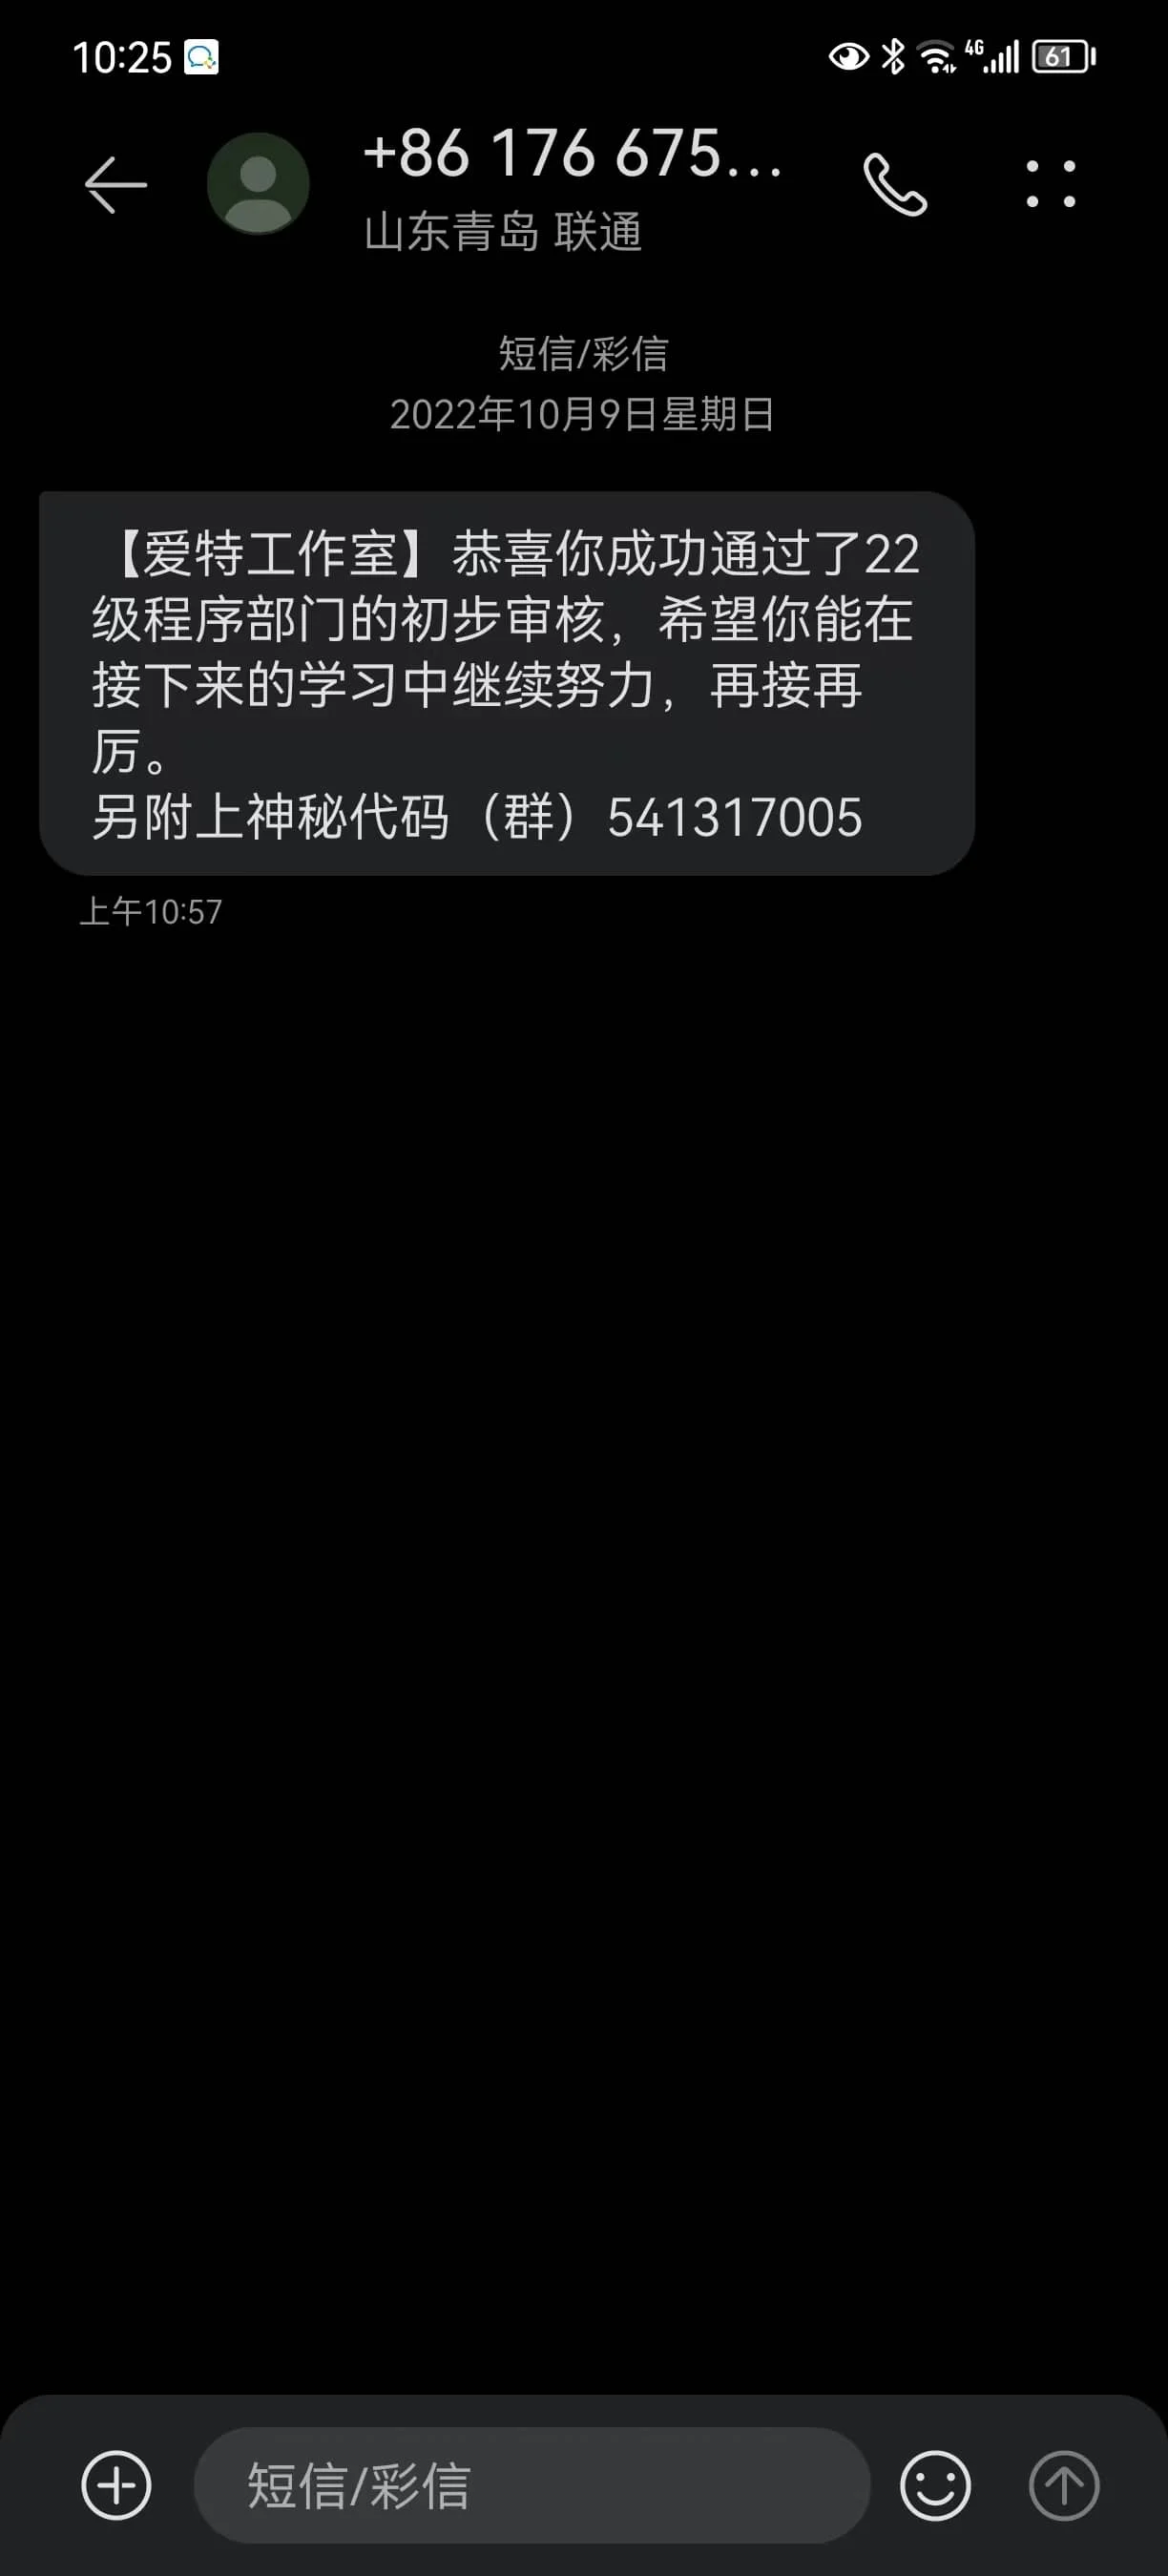 10:25
4G
61
+86 176 675...
山东青岛 联通
短信/彩信
2022年10月9日星期日
【爱特工作室】恭喜你成功通过了22
级程序部门的初步审核，希望你能在
接下来的学习中继续努力，再接再
厉。
另附上神秘代码（群）541317005
上午10:57
短信/彩信